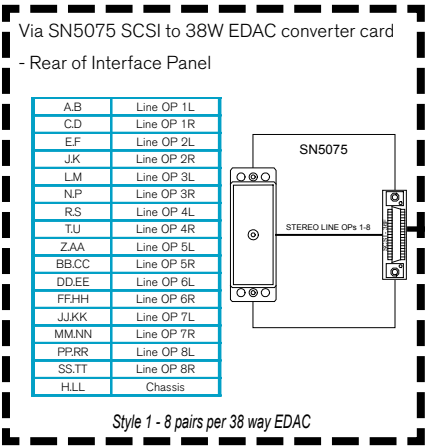 Via SN5075 SCSI to 38W EDAC converter card
- Rear of Interface Panel
A.B Line OP 1L
C.D Line OP 1R
E.F Line OP 2L
J.K Line OP 2R
L.M Line OP 3L
N.P Line OP 3R
R.S Line OP 4L
T.U Line OP 4R
Z.AA Line OP 5L
BB.CC Line OP 5R
DD.EE Line OP 6L
FF.HH Line OP 6R
JJ.KK Line OP 7L
MM.NN Line OP 7R
PP.RR Line OP 8L
SS.TT Line OP 8R
H.LL Chassis
SN5075
STEREO LINE OPs 1-8
Style 1 - 8 pairs per 38 way EDAC